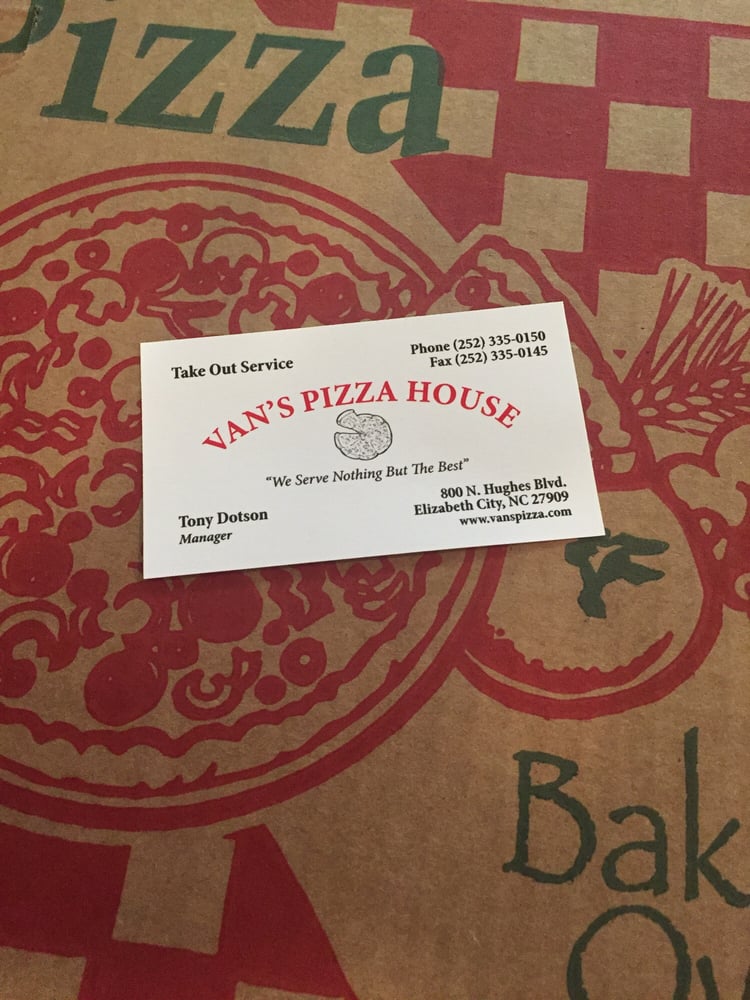 Pizza
Take Out Service
Phone (252) 335-0150
Fax (252) 335-0145
VAN'S PIZZA HOUSE
"We Serve Nothing But The Best"
Tony Dotson
Manager
800 N. Hughes Blvd.
Elizabeth City, NC 27909
www.vanspizza.com
Bak
Ov